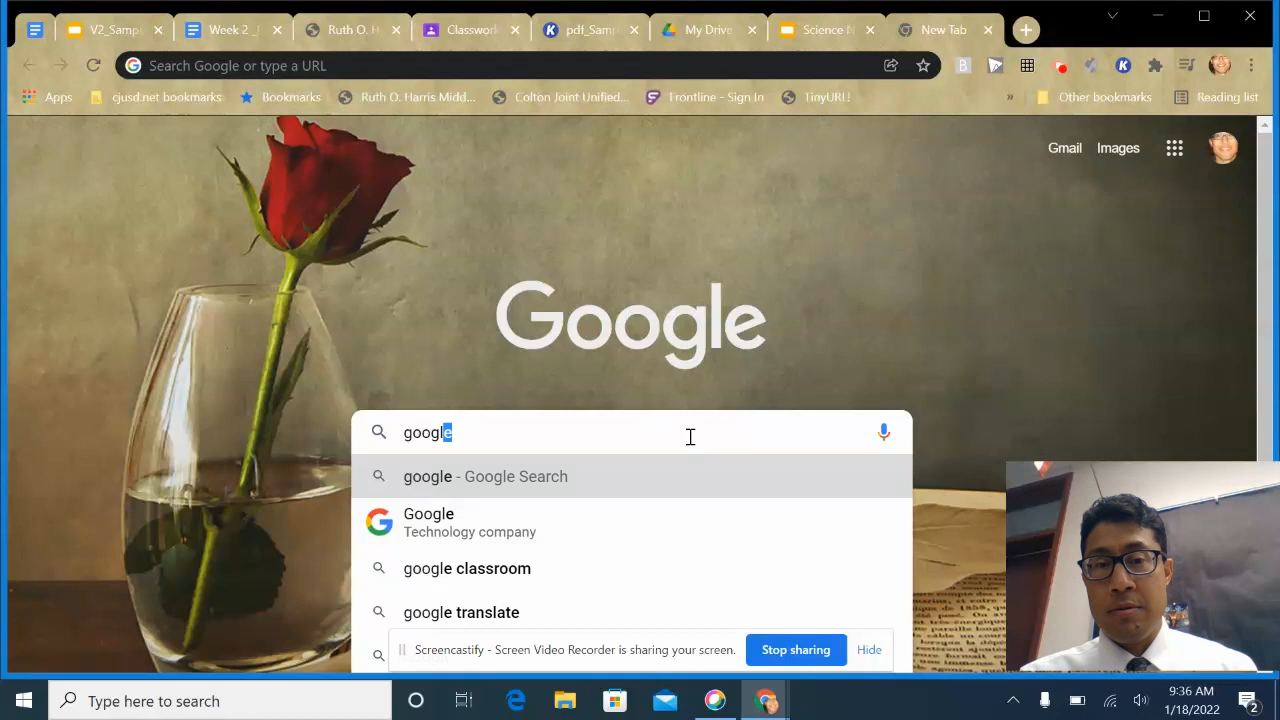 V2_Samp
Week 2 _
Ruth O. H
Classwork
pdf_Samp
My Drive
Science N
New Tab
Search Google or type a URL
Apps
cjusd.net bookmarks
Bookmarks
Ruth O. Harris Midd...
Colton Joint Unified...
Frontline - Sign In
TinyURL!
»
Other bookmarks
Reading list
Gmail
Images
Google
google
google - Google Search
Google
Technology company
google classroom
google translate
Screencastify - Screen Video Recorder is sharing your screen.
Stop sharing
Hide
Type here to search
9:36 AM
1/18/2022
2